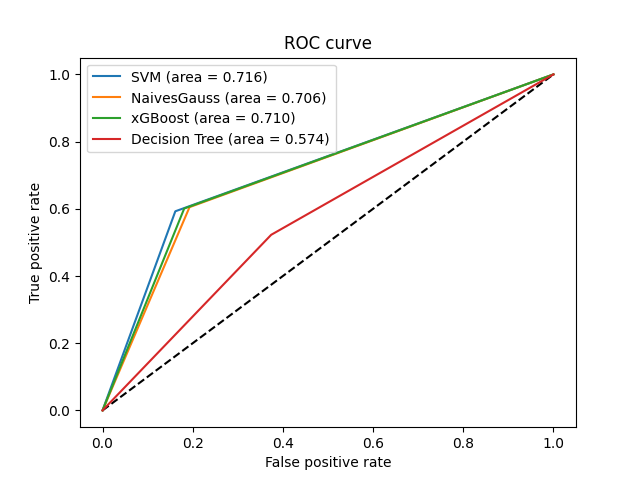 ROC curve
SVM (area = 0.716)
NaivesGauss (area = 0.706)
xGBoost (area = 0.710)
Decision Tree (area = 0.574)
True positive rate
1.0
0.8
0.6
0.4
0.2
0.0
0.0 0.2 0.4 0.6 0.8 1.0
False positive rate